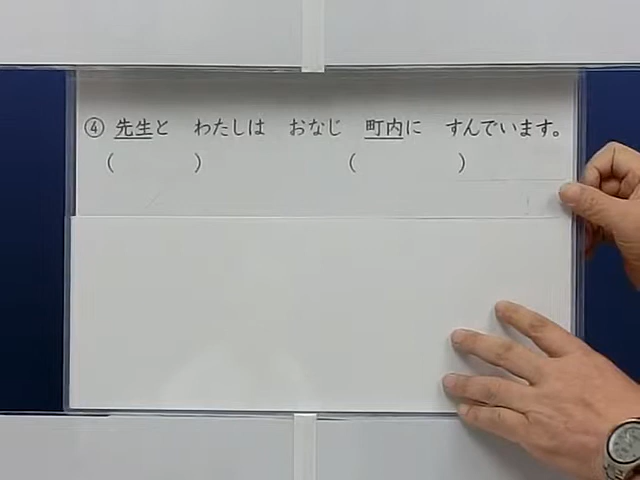 ④ 先生と わたしは おなじ 町内に すんでいます。
( ) ( )